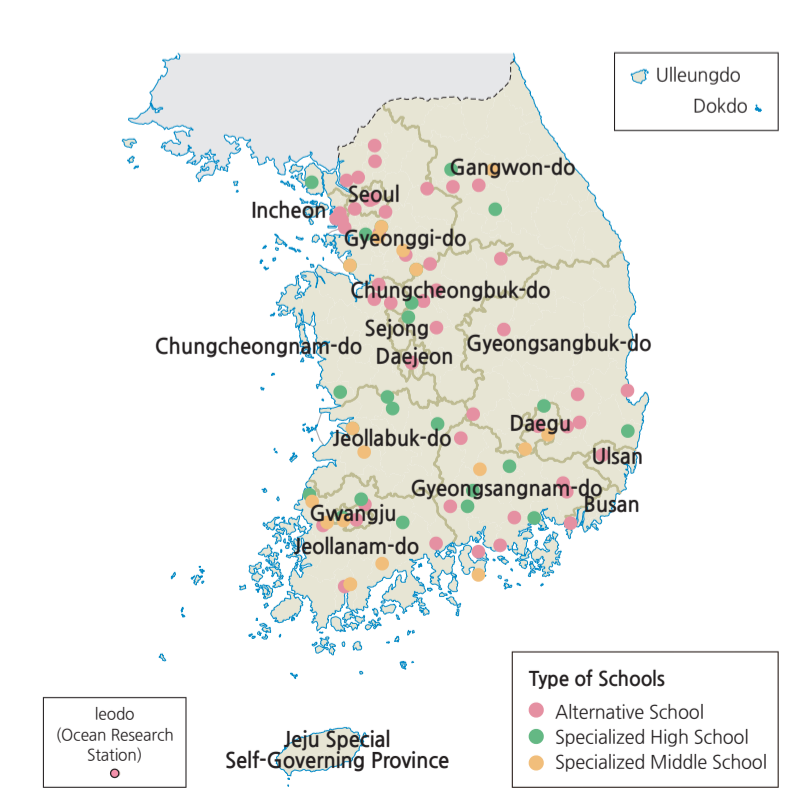 Ulleungdo
Dokdo
Gangwon-do
Seoul
Incheon
Gyeonggi-do
Chungcheongbuk-do
Sejong
Chungcheongnam-do
Daejeon
Gyeongsangbuk-do
Daegu
Jeollabuk-do
Ulsan
Gyeongsangnam-do
Busan
Gwangju
Jeollanam-do
Type of Schools
Alternative School
Specialized High School
Specialized Middle School
Ieodo
(Ocean Research
Station)
Jeju Special
Self-Governing Province